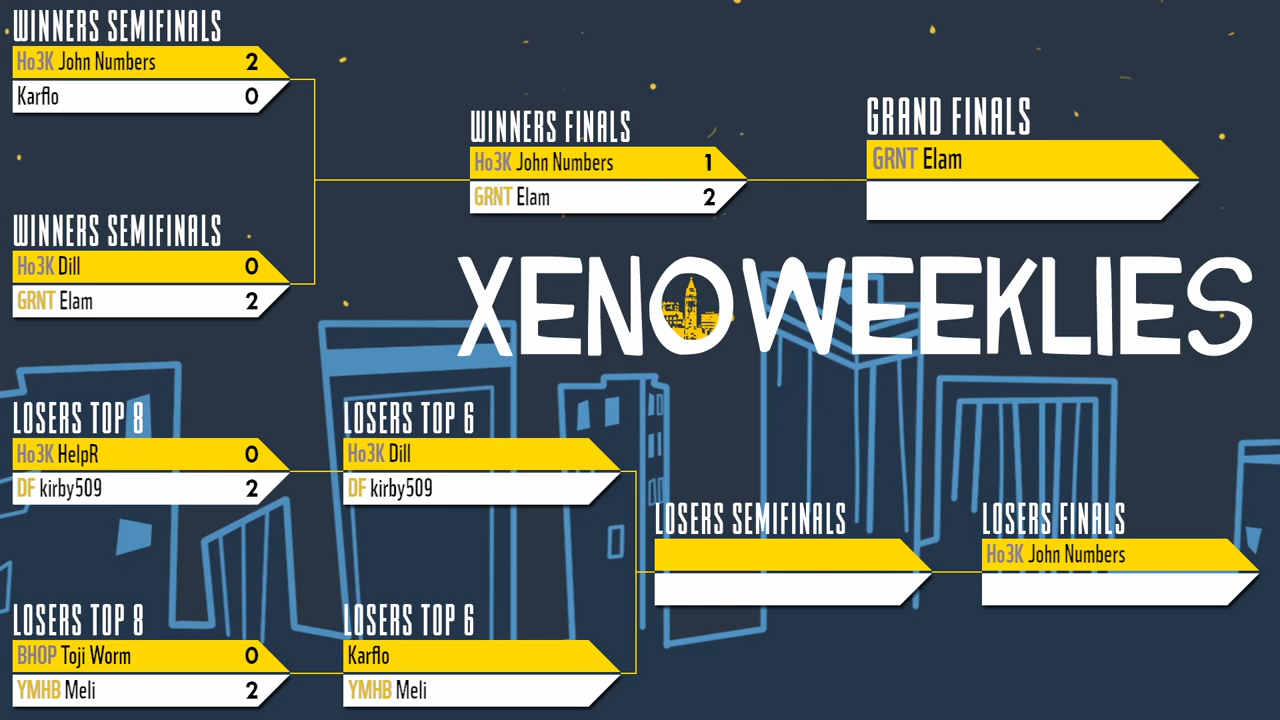 WINNERS SEMIFINALS
Ho3K John Numbers 2
Karflo 0
WINNERS FINALS
Ho3K John Numbers 1
GRNT Elam 2
GRAND FINALS
GRNT Elam
WINNERS SEMIFINALS
Ho3K Dill 0
GRNT Elam 2
XENOWEEKLIES
LOSERS TOP 8
Ho3K HelpR 0
DF kirby509 2
LOSERS TOP 6
Ho3K Dill
DF kirby509
LOSERS SEMIFINALS
LOSERS FINALS
Ho3K John Numbers
LOSERS TOP 8
BHOP Toji Worm 0
YMHB Meli 2
LOSERS TOP 6
Karflo
YMHB Meli